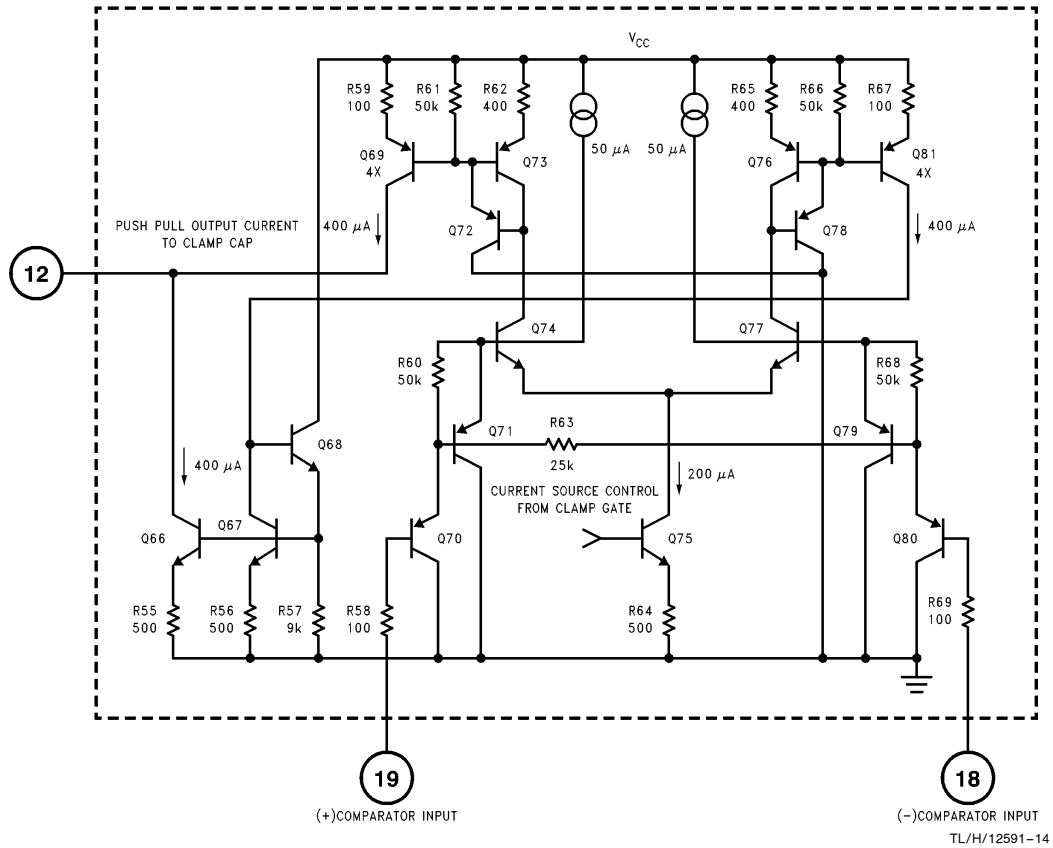 VCC
R59
100
R61
50k
R62
400
R65
400
R66
50k
R67
100
50 µA
50 µA
Q69
4X
Q73
Q76
Q81
4X
PUSH PULL OUTPUT CURRENT
TO CLAMP CAP
400 µA
Q72
Q78
400 µA
12
Q74
Q77
R60
50k
R68
50k
Q68
Q71
R63
25k
Q79
400 µA
CURRENT SOURCE CONTROL
FROM CLAMP GATE
200 µA
Q66
Q67
Q70
Q75
Q80
R55
500
R56
500
R57
9k
R58
100
R64
500
R69
100
19
18
(+)COMPARATOR INPUT
(-)COMPARATOR INPUT
TL/H/12591-14